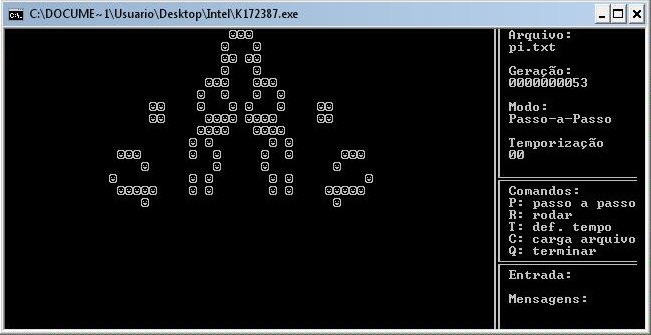 C:\DOCUME~1\Usuario\Desktop\Intel\K172387.exe
Arquivo:
pi.txt
Geração:
0000000053
Modo:
Passo-a-Passo
Temporização
00
Comandos:
P: passo a passo
R: rodar
T: def. tempo
C: carga arquivo
Q: terminar
Entrada:
Mensagens: